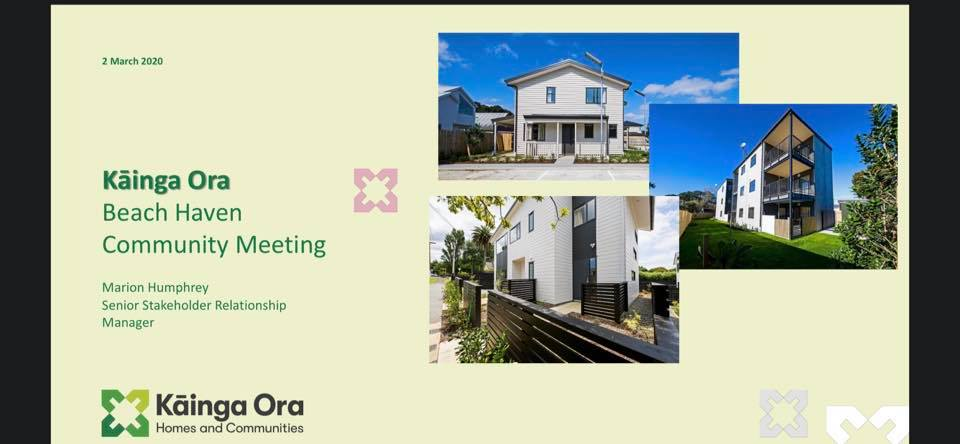 2 March 2020
Kāinga Ora
Beach Haven
Community Meeting
Marion Humphrey
Senior Stakeholder Relationship
Manager
Kāinga Ora
Homes and Communities